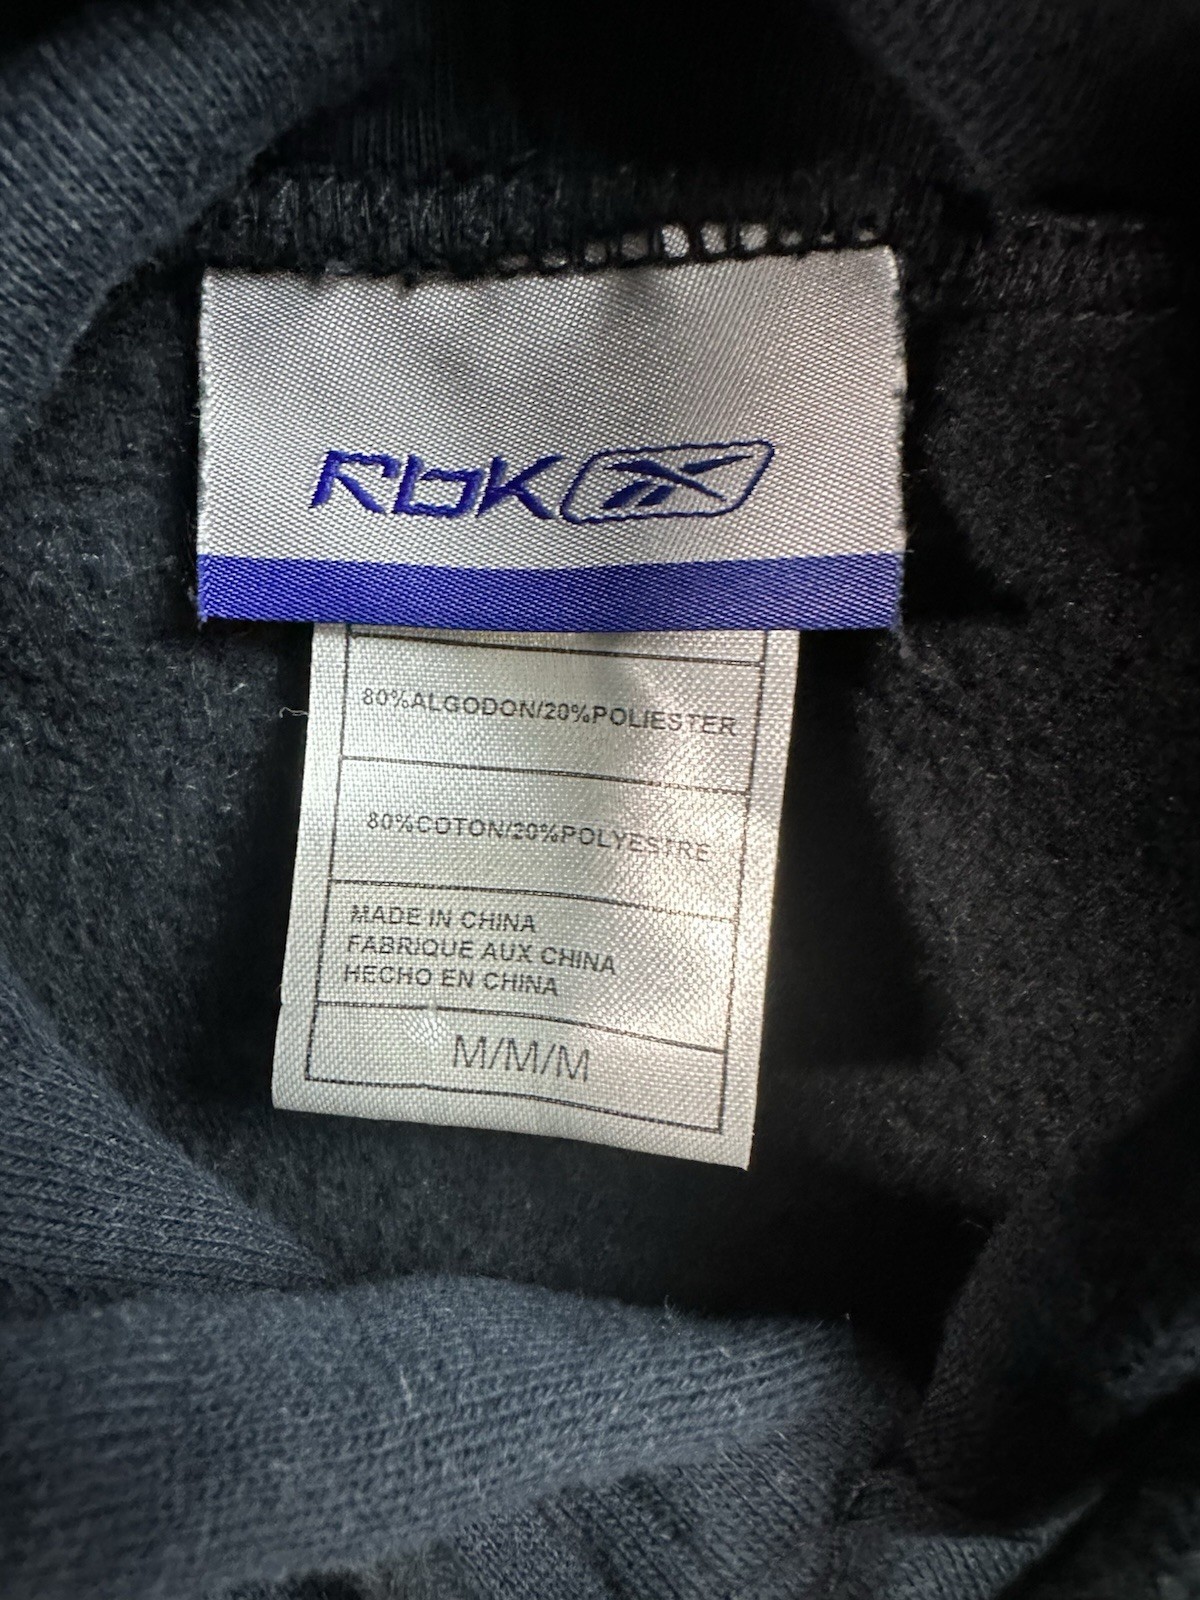 Rbk
80%ALGODON/20%POLIESTER
80%COTON/20%POLYESTRE
MADE IN CHINA
FABRIQUE AUX CHINA
HECHO EN CHINA
M/M/M